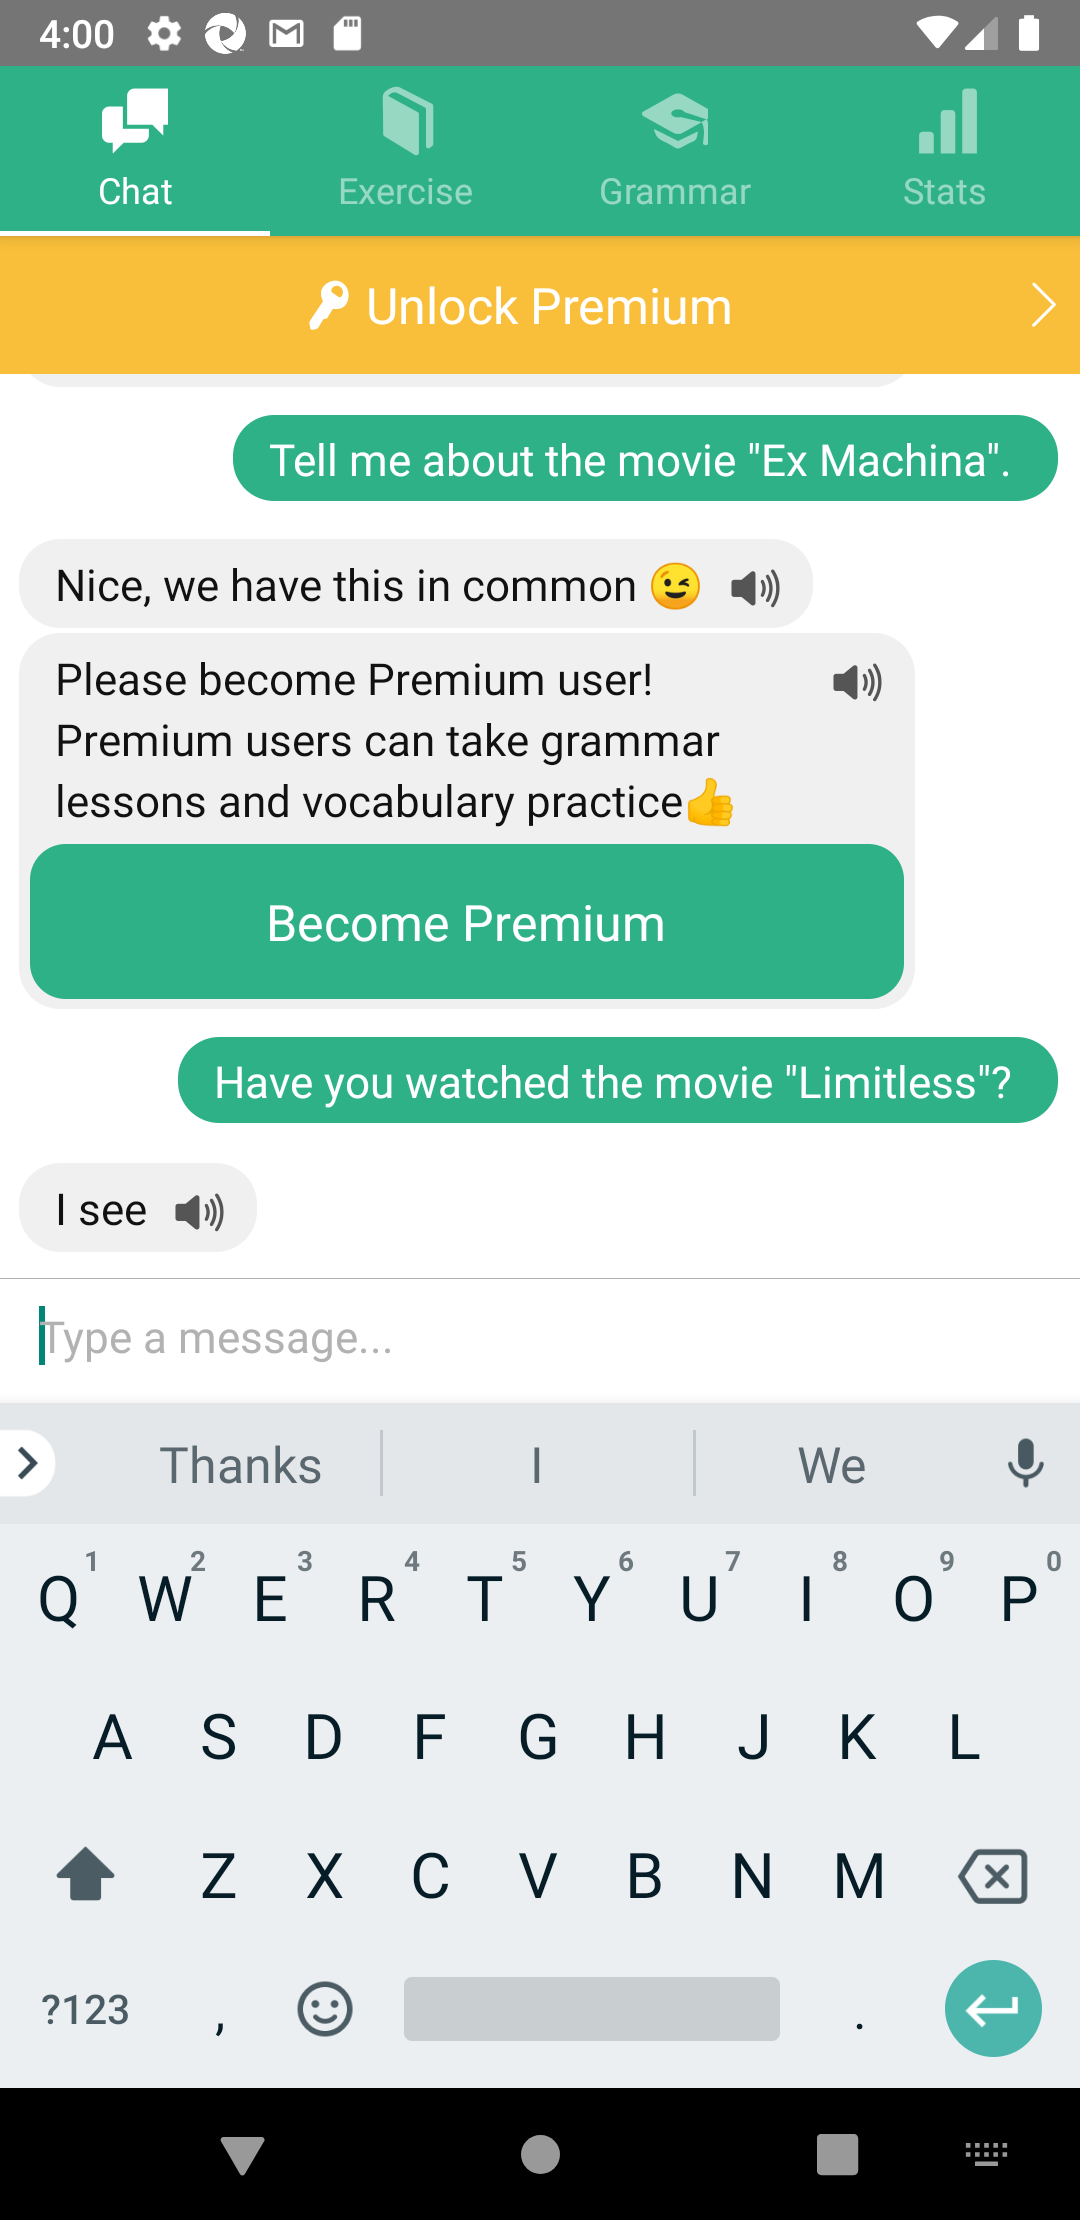 4:00
Chat
Exercise
Grammar
Stats
Unlock Premium
Tell me about the movie "Ex Machina".
Nice, we have this in common 😉
Please become Premium user!
Premium users can take grammar
lessons and vocabulary practice👍
Become Premium
Have you watched the movie "Limitless"?
I see
Type a message...
Thanks
I
We
Q 1 W 2 E 3 R 4 T 5 Y 6 U 7 I 8 O 9 P 0
A S D F G H J K L
Z X C V B N M
?123 , .